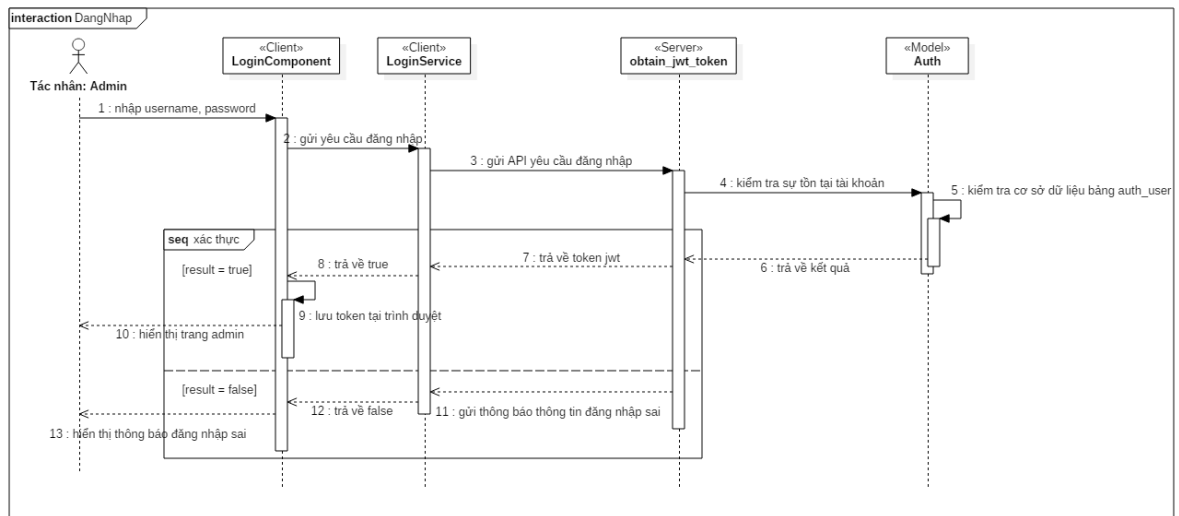 interaction DangNhap
«Client»
LoginComponent
«Client»
LoginService
«Server»
obtain_jwt_token
«Model»
Auth
Tác nhân: Admin
1 : nhập username, password
2 : gửi yêu cầu đăng nhập
3 : gửi API yêu cầu đăng nhập
4 : kiểm tra sự tồn tại tài khoản
5 : kiểm tra cơ sở dữ liệu bảng auth_user
seq xác thực
[result = true]
8 : trả về true
7 : trả về token jwt
6 : trả về kết quả
9 : lưu token tại trình duyệt
10 : hiển thị trang admin
[result = false]
12 : trả về false
11 : gửi thông báo thông tin đăng nhập sai
13 : hiển thị thông báo đăng nhập sai